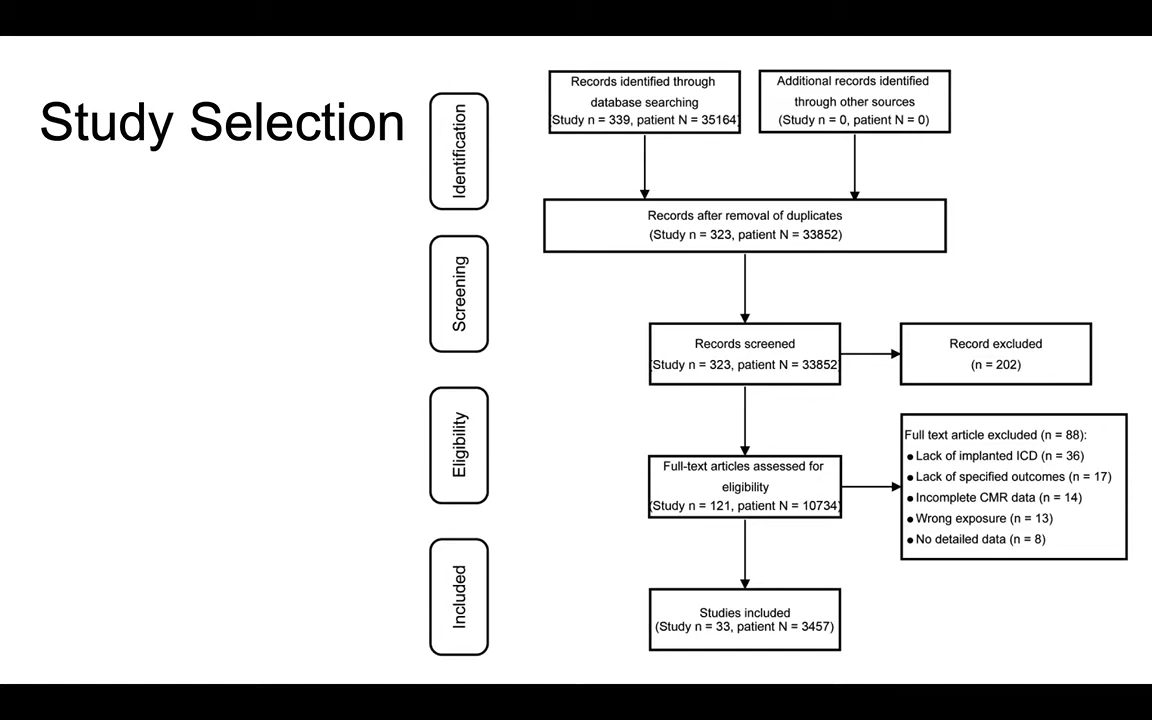 Study Selection
Identification
Records identified through
database searching
(Study n = 339, patient N = 35164)
Additional records identified
through other sources
(Study n = 0, patient N = 0)
Records after removal of duplicates
(Study n = 323, patient N = 33852)
Screening
Records screened
(Study n = 323, patient N = 33852)
Record excluded
(n = 202)
Eligibility
Full-text articles assessed for
eligibility
(Study n = 121, patient N = 10734)
Full text article excluded (n = 88):
● Lack of implanted ICD (n = 36)
● Lack of specified outcomes (n = 17)
● Incomplete CMR data (n = 14)
● Wrong exposure (n = 13)
● No detailed data (n = 8)
Included
Studies included
(Study n = 33, patient N = 3457)